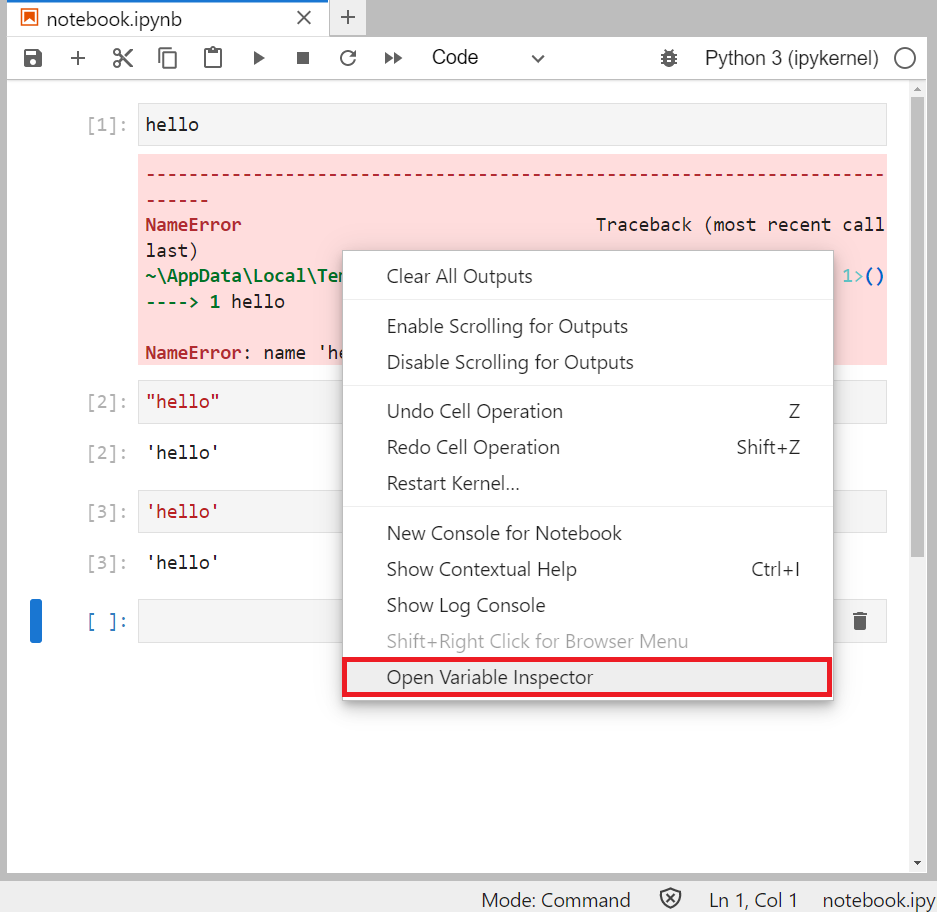 notebook.ipynb
Code
Python 3 (ipykernel)
[1]:
hello
--------------------------------------------------------------------------
------
NameError Traceback (most recent call
last)
~\AppData\Local\ 1>()
----> 1 hello
NameError: name
[2]:
"hello"
[2]:
'hello'
[3]:
'hello'
[3]:
'hello'
[ ]:
Clear All Outputs
Enable Scrolling for Outputs
Disable Scrolling for Outputs
Undo Cell Operation Z
Redo Cell Operation Shift+Z
Restart Kernel...
New Console for Notebook
Show Contextual Help Ctrl+I
Show Log Console
Shift+Right Click for Browser Menu
Open Variable Inspector
Mode: Command
Ln 1, Col 1
notebook.ipy